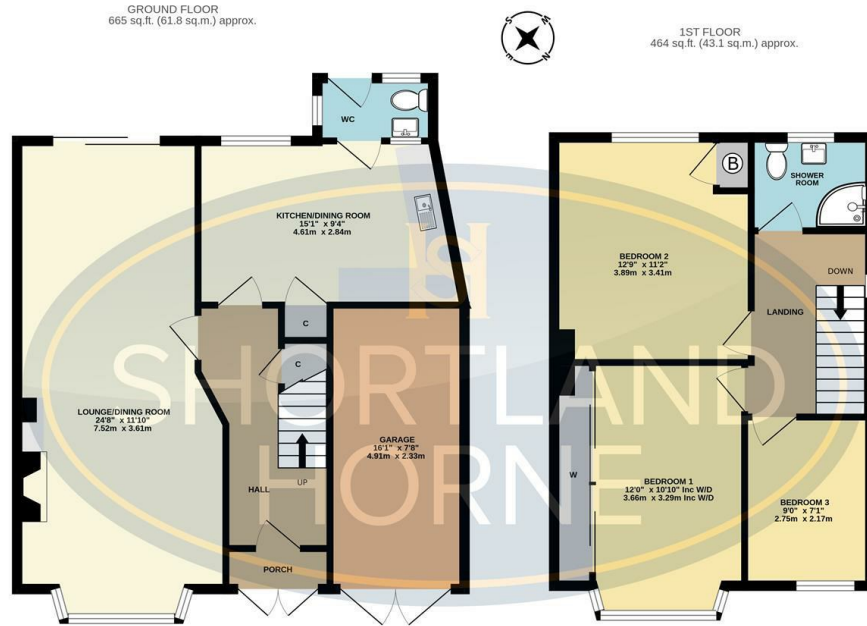 GROUND FLOOR
665 sq.ft. (61.8 sq.m.) approx.
1ST FLOOR
464 sq.ft. (43.1 sq.m.) approx.
N
E
S
W
WC
KITCHEN/DINING ROOM
15'1" x 9'4"
4.61m x 2.84m
C
C
LOUNGE/DINING ROOM
24'8" x 11'10"
7.52m x 3.61m
GARAGE
16'1" x 7'8"
4.91m x 2.33m
HALL
UP
PORCH
B
SHOWER
ROOM
BEDROOM 2
12'9" x 11'2"
3.89m x 3.41m
DOWN
LANDING
W
BEDROOM 1
12'0" x 10'10" Inc W/D
3.66m x 3.29m Inc W/D
BEDROOM 3
9'0" x 7'1"
2.75m x 2.17m
SH
SHORTLAND
HORNE